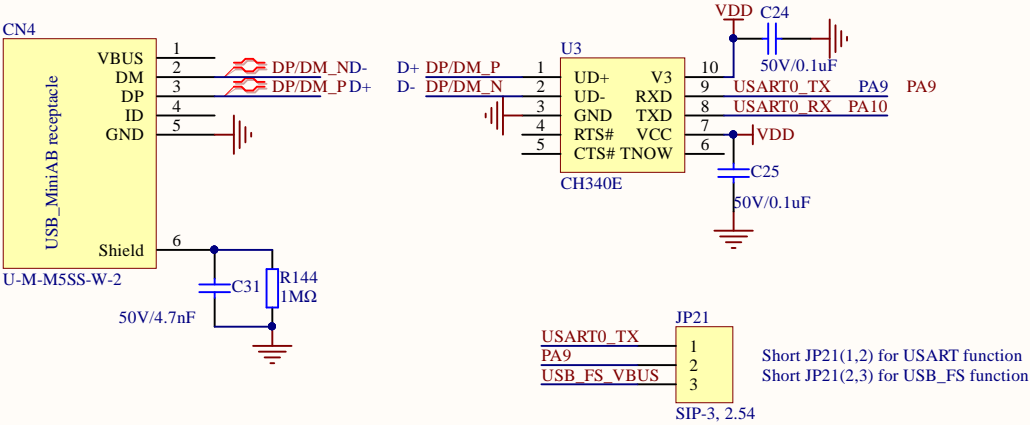 CN4
USB_MiniAB receptacle
VBUS 1
DM 2 DP/DM_N D-
DP 3 DP/DM_P D+
ID 4
GND 5
Shield 6
U-M-M5SS-W-2
C31
50V/4.7nF
R144
1MΩ
VDD
C24
50V/0.1uF
U3
D+ DP/DM_P 1 UD+ V3 10
D- DP/DM_N 2 UD- RXD 9 USART0_TX PA9 PA9
3 GND TXD 8 USART0_RX PA10
4 RTS# VCC 7 VDD
5 CTS# TNOW 6
CH340E
C25
50V/0.1uF
JP21
USART0_TX 1
PA9 2
USB_FS_VBUS 3
SIP-3, 2.54
Short JP21(1,2) for USART function
Short JP21(2,3) for USB_FS function